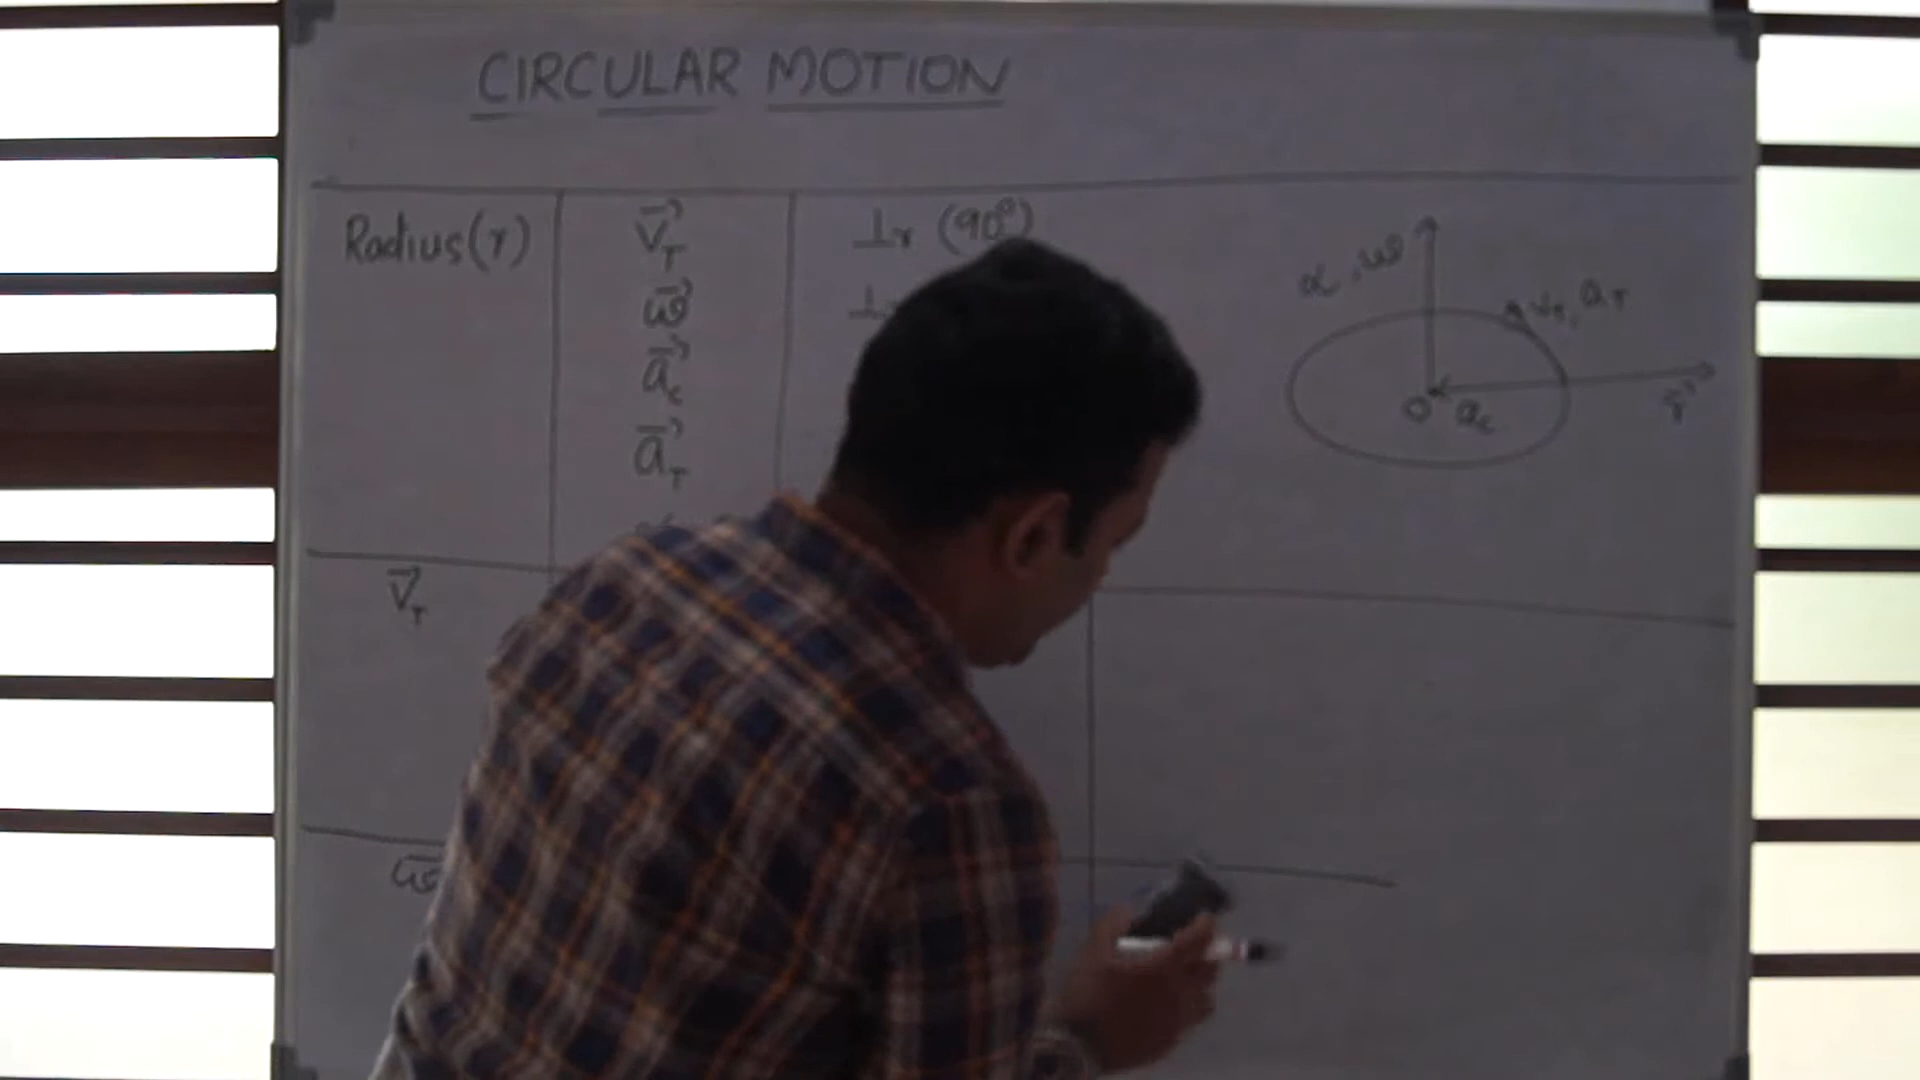 CIRCULAR MOTION
Radius(r)
v⃗T
⊥r (90°)
ω⃗
a⃗c
a⃗T
α, ω
vT, aT
O
ac
r⃗
v⃗T